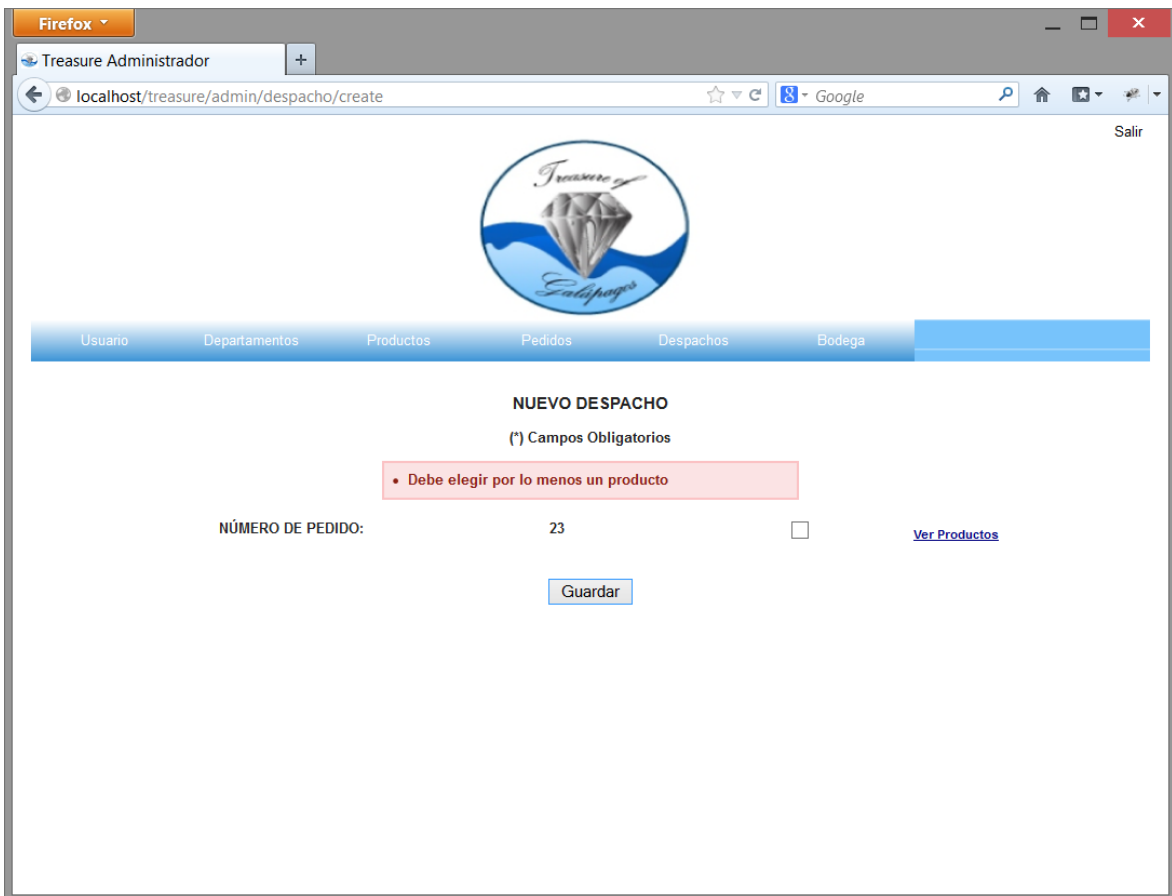 Firefox
Treasure Administrador
+
localhost/treasure/admin/despacho/create
8 Google
Salir
Treasure of
Galápagos
Usuario Departamentos Productos Pedidos Despachos Bodega
NUEVO DESPACHO
(*) Campos Obligatorios
• Debe elegir por lo menos un producto
NÚMERO DE PEDIDO: 23 Ver Productos
Guardar